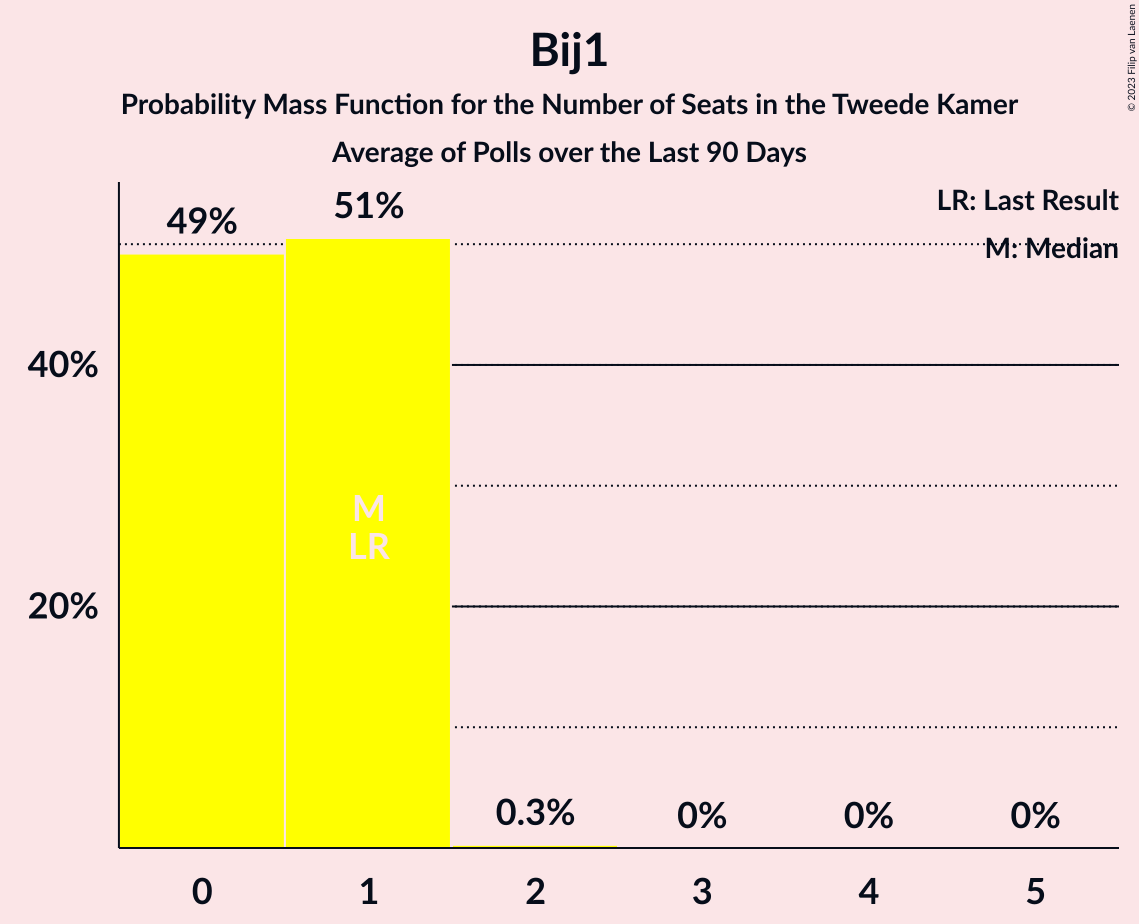 Bij1
Probability Mass Function for the Number of Seats in the Tweede Kamer
Average of Polls over the Last 90 Days
© 2023 Filip van Laenen
LR: Last Result
M: Median
49%
51%
40%
M
LR
20%
0.3%
0%
0%
0%
0
1
2
3
4
5